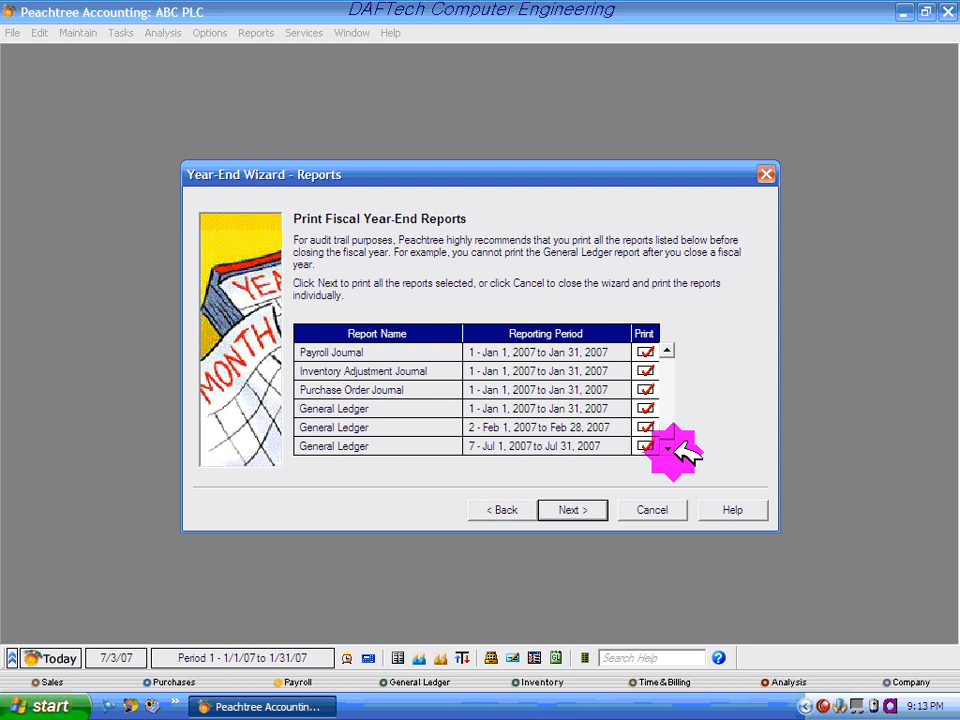 DAFTech Computer Engineering
Peachtree Accounting: ABC PLC
File Edit Maintain Tasks Analysis Options Reports Services Window Help
Year-End Wizard - Reports
Print Fiscal Year-End Reports
For audit trail purposes, Peachtree highly recommends that you print all the reports listed below before
closing the fiscal year. For example, you cannot print the General Ledger report after you close a fiscal
year.
Click Next to print all the reports selected, or click Cancel to close the wizard and print the reports
individually.
Report Name Reporting Period Print
Payroll Journal 1 - Jan 1, 2007 to Jan 31, 2007
Inventory Adjustment Journal 1 - Jan 1, 2007 to Jan 31, 2007
Purchase Order Journal 1 - Jan 1, 2007 to Jan 31, 2007
General Ledger 1 - Jan 1, 2007 to Jan 31, 2007
General Ledger 2 - Feb 1, 2007 to Feb 28, 2007
General Ledger 7 - Jul 1, 2007 to Jul 31, 2007
YEA
MONTH
< Back Next > Cancel Help
Today 7/3/07 Period 1 - 1/1/07 to 1/31/07 Search Help
Sales Purchases Payroll General Ledger Inventory Time & Billing Analysis Company
start Peachtree Accountin... 9:13 PM